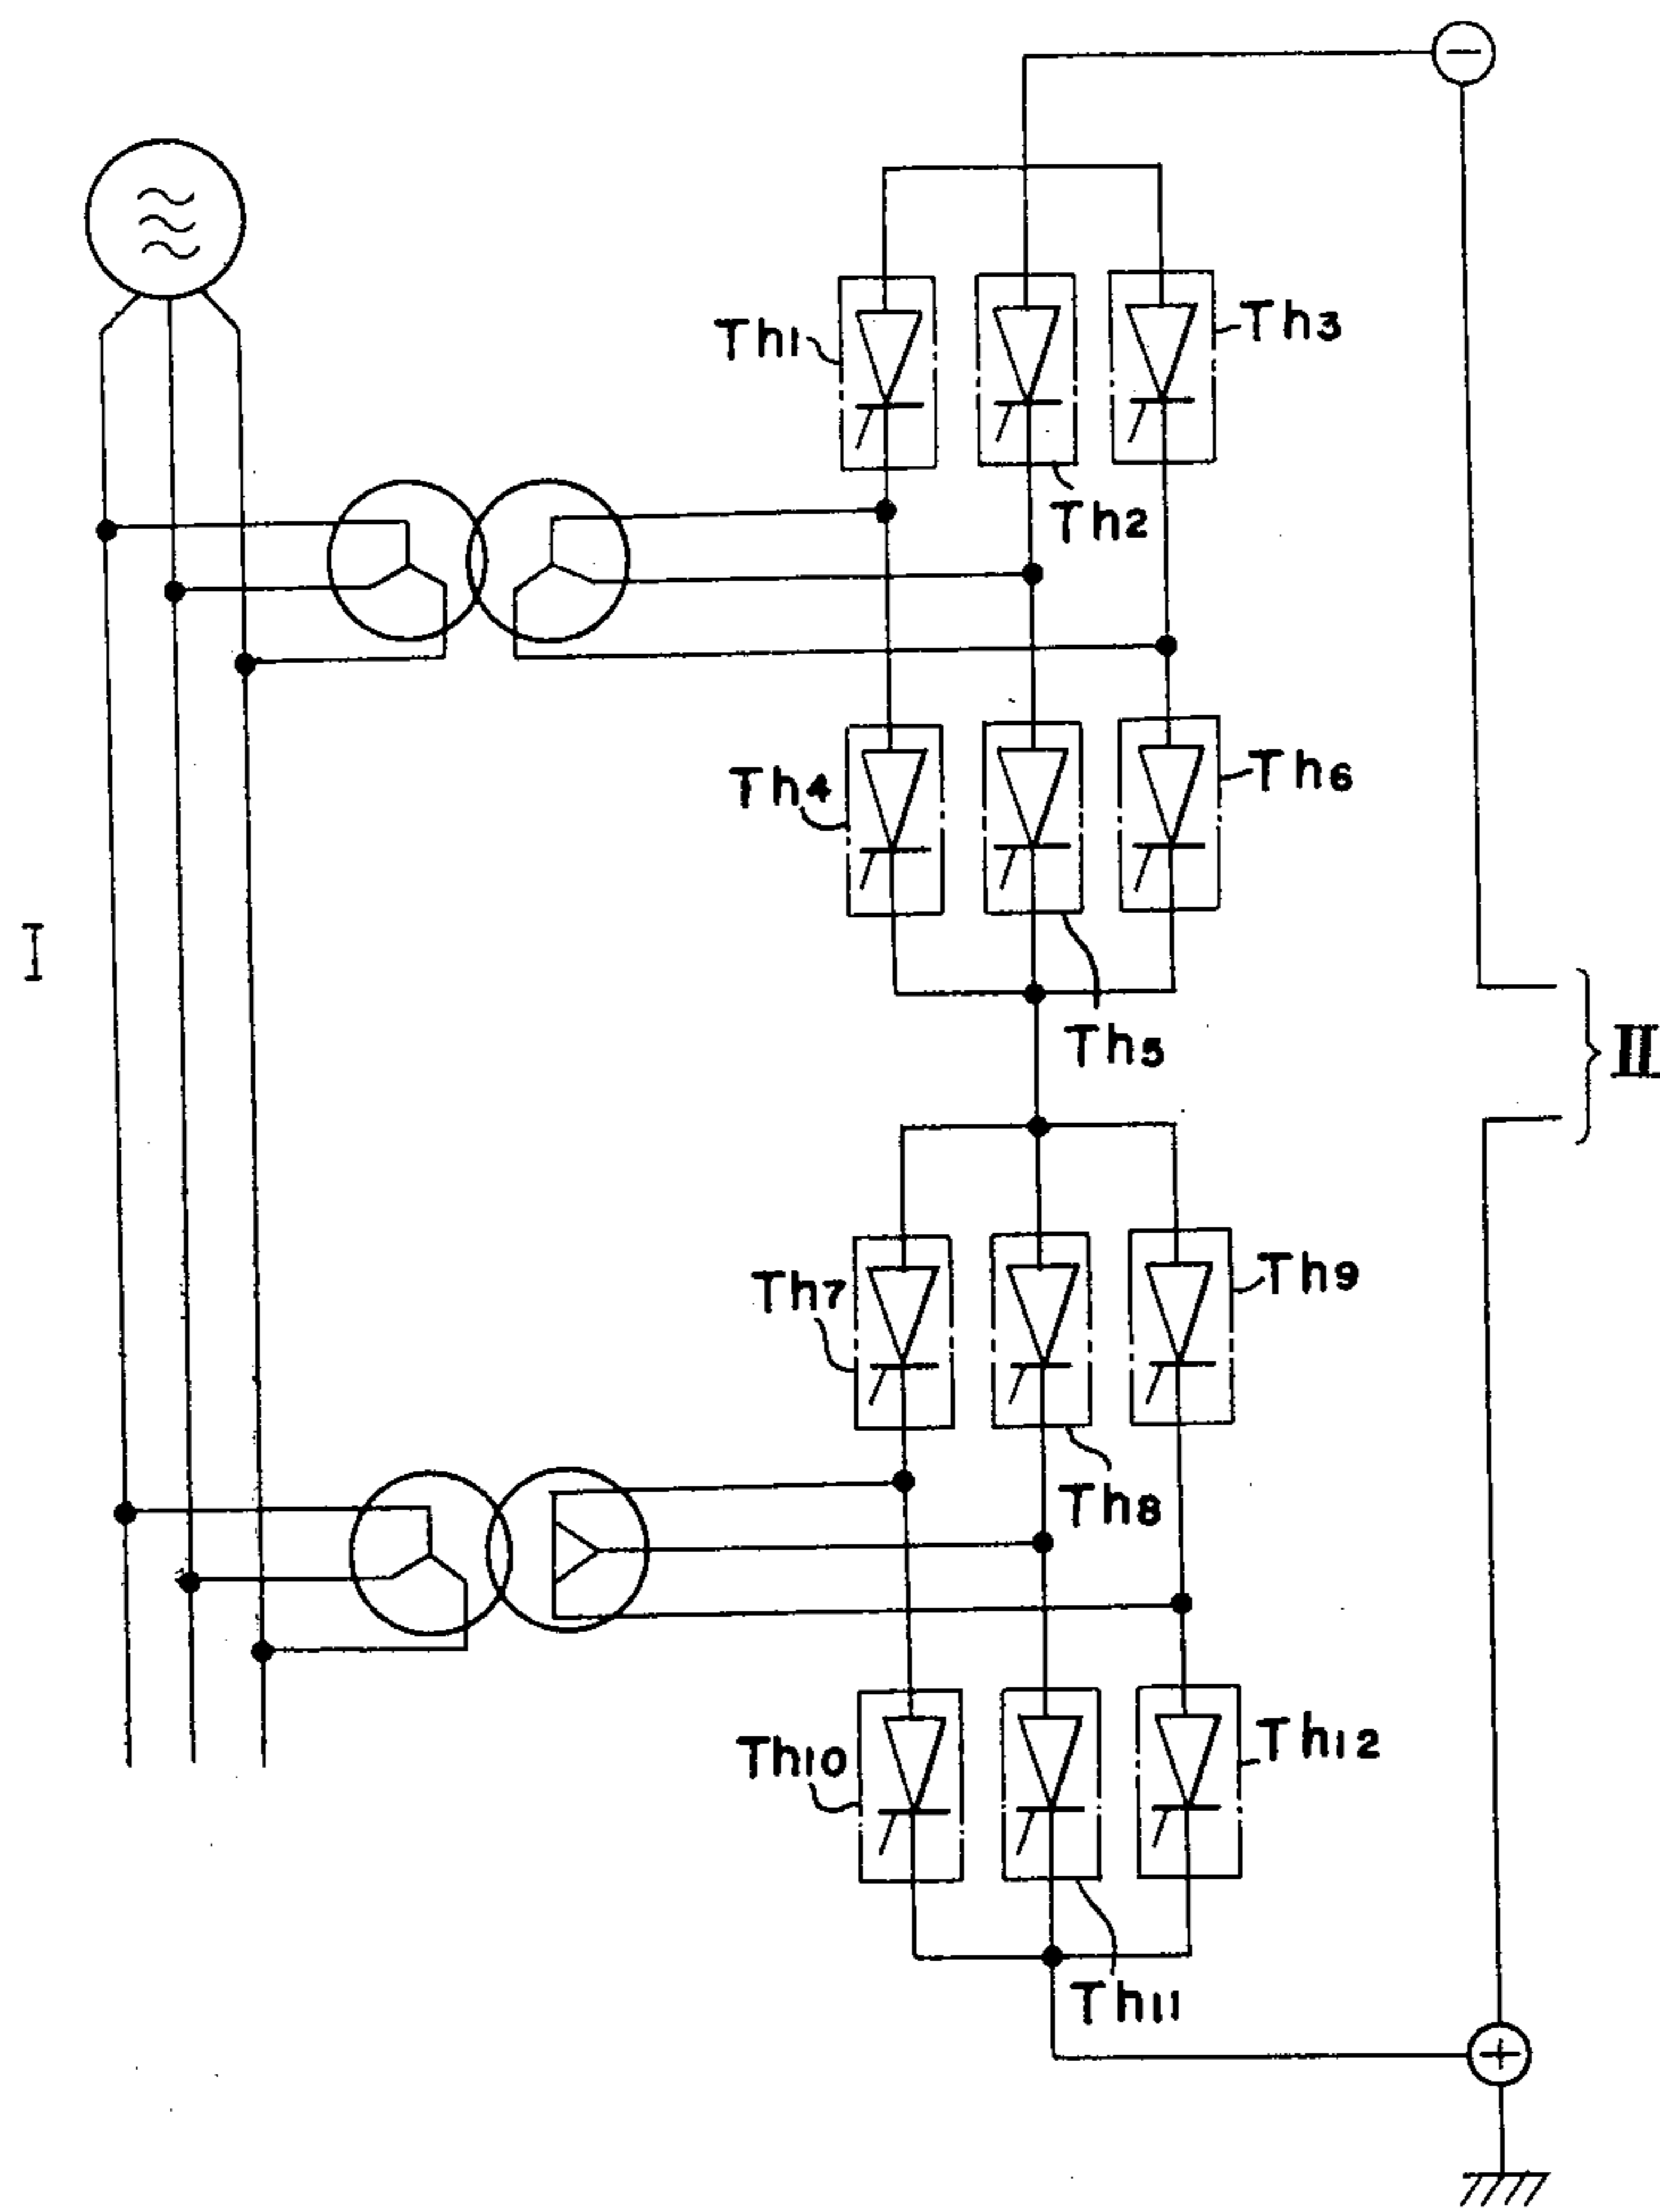 −
Th1
Th3
Th2
Th4
Th6
I
Th5
II
Th7
Th9
Th8
Th10
Th12
Th11
+